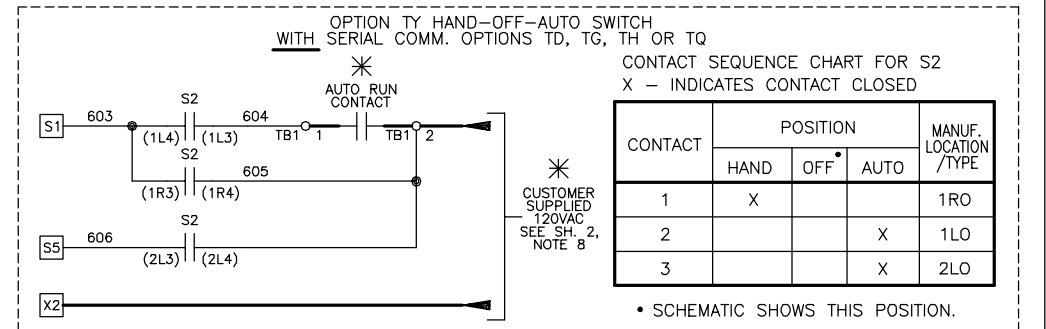 OPTION TY HAND-OFF-AUTO SWITCH
WITH SERIAL COMM. OPTIONS TD, TG, TH OR TQ
AUTO RUN
CONTACT
S1
603
S2
(1L4)
(1L3)
604
TB1
1
TB1
2
S2
(1R3)
(1R4)
605
S5
606
S2
(2L3)
(2L4)
X2
CUSTOMER
SUPPLIED
120VAC
SEE SH. 2,
NOTE 8
CONTACT SEQUENCE CHART FOR S2
X – INDICATES CONTACT CLOSED
CONTACT
POSITION
MANUF.
LOCATION
/TYPE
HAND
OFF•
AUTO
1 X 1RO
2 X 1LO
3 X 2LO
• SCHEMATIC SHOWS THIS POSITION.